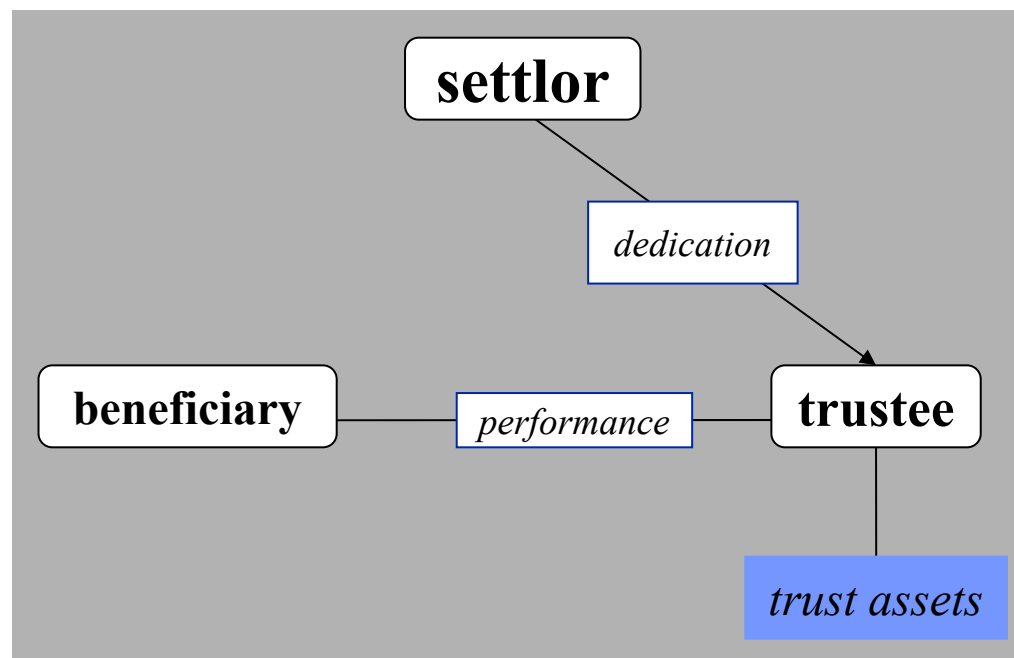 settlor
dedication
beneficiary
performance
trustee
trust assets